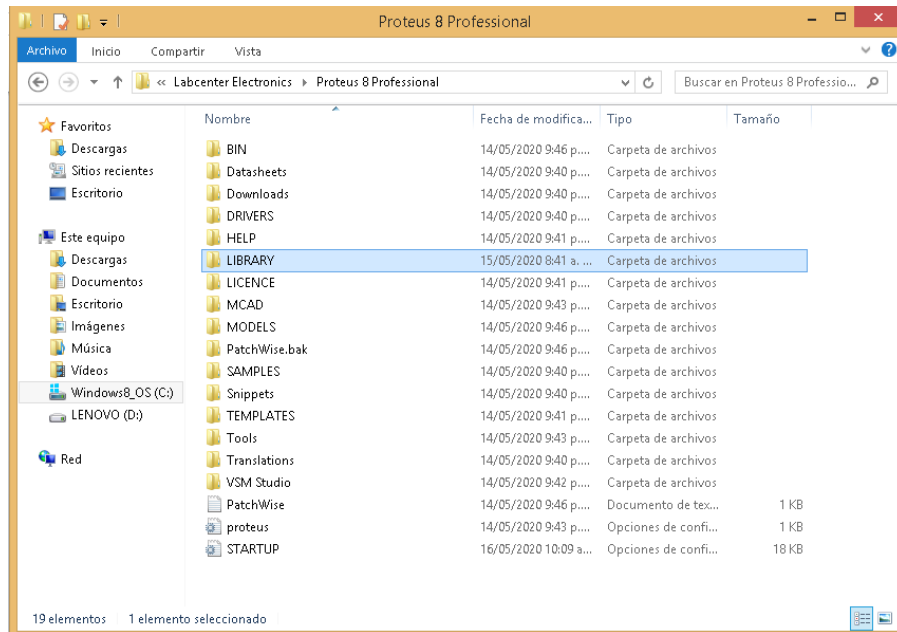 Proteus 8 Professional
Archivo Inicio Compartir Vista
« Labcenter Electronics Proteus 8 Professional Buscar en Proteus 8 Professio...
Favoritos
Descargas
Sitios recientes
Escritorio
Este equipo
Descargas
Documentos
Escritorio
Imágenes
Música
Vídeos
Windows8_OS (C:)
LENOVO (D:)
Red
Nombre Fecha de modifica... Tipo Tamaño
BIN 14/05/2020 9:46 p.... Carpeta de archivos
Datasheets 14/05/2020 9:40 p.... Carpeta de archivos
Downloads 14/05/2020 9:40 p.... Carpeta de archivos
DRIVERS 14/05/2020 9:40 p.... Carpeta de archivos
HELP 14/05/2020 9:41 p.... Carpeta de archivos
LIBRARY 15/05/2020 8:41 a. ... Carpeta de archivos
LICENCE 14/05/2020 9:41 p.... Carpeta de archivos
MCAD 14/05/2020 9:43 p.... Carpeta de archivos
MODELS 14/05/2020 9:46 p.... Carpeta de archivos
PatchWise.bak 14/05/2020 9:46 p.... Carpeta de archivos
SAMPLES 14/05/2020 9:40 p.... Carpeta de archivos
Snippets 14/05/2020 9:40 p.... Carpeta de archivos
TEMPLATES 14/05/2020 9:41 p.... Carpeta de archivos
Tools 14/05/2020 9:43 p.... Carpeta de archivos
Translations 14/05/2020 9:40 p.... Carpeta de archivos
VSM Studio 14/05/2020 9:42 p.... Carpeta de archivos
PatchWise 14/05/2020 9:46 p.... Documento de tex... 1 KB
proteus 14/05/2020 9:43 p.... Opciones de confi... 1 KB
STARTUP 16/05/2020 10:09 a... Opciones de confi... 18 KB
19 elementos 1 elemento seleccionado